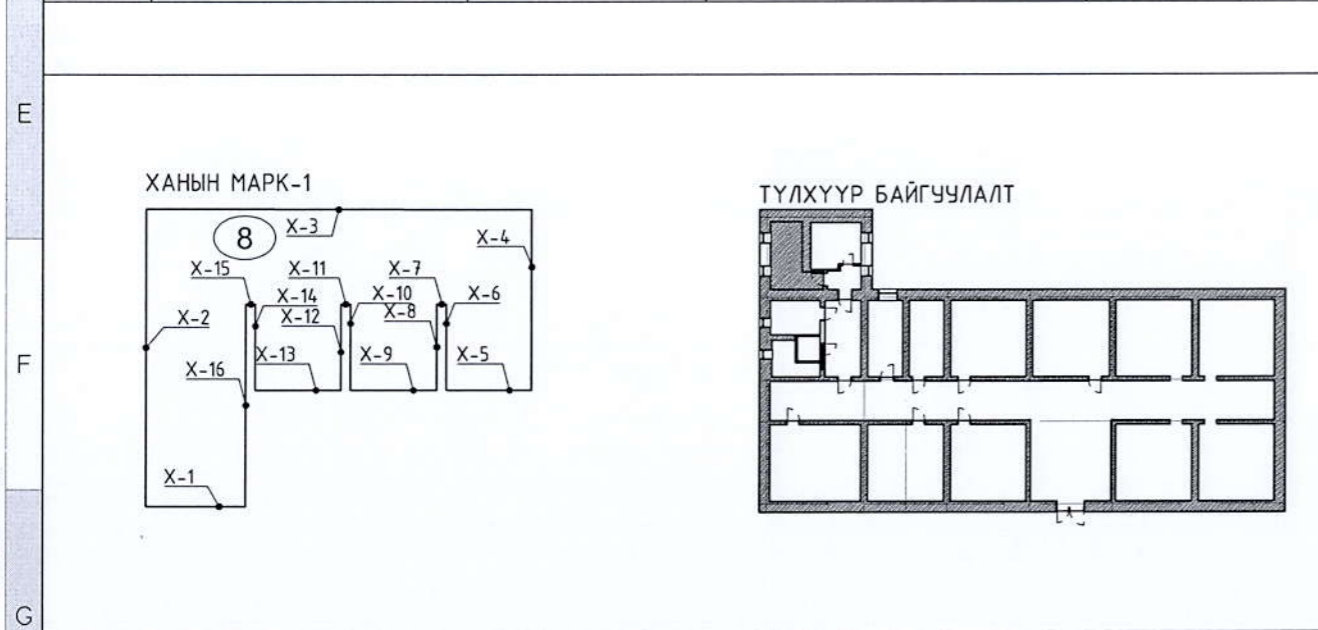 E
ХАНЫН МАРК-1
ТҮЛХҮҮР БАЙГУУЛАЛТ
8
X-3
X-4
X-15
X-11
X-7
X-14
X-10
X-6
X-12
X-8
X-2
X-13
X-9
X-5
F
X-16
X-1
G